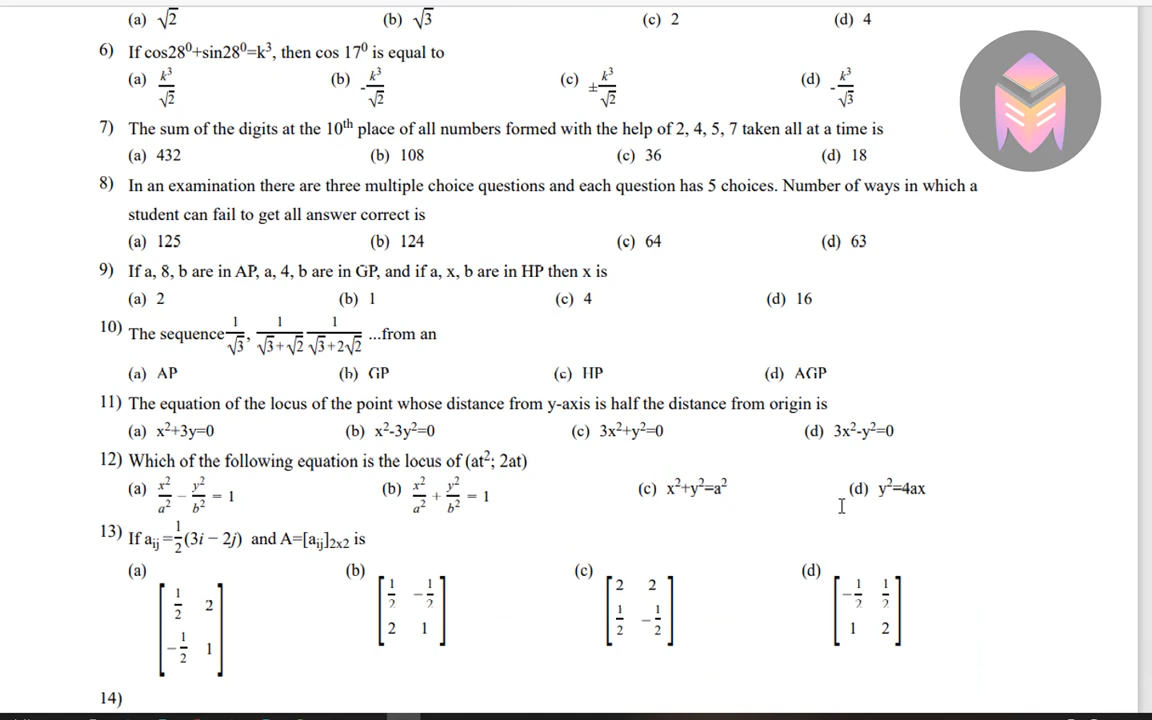 (a) √2 (b) √3 (c) 2 (d) 4
6) If cos28⁰+sin28⁰=k³, then cos 17⁰ is equal to
(a) k³/√2 (b) -k³/√2 (c) ±k³/√2 (d) -k³/√3
7) The sum of the digits at the 10th place of all numbers formed with the help of 2, 4, 5, 7 taken all at a time is
(a) 432 (b) 108 (c) 36 (d) 18
8) In an examination there are three multiple choice questions and each question has 5 choices. Number of ways in which a
student can fail to get all answer correct is
(a) 125 (b) 124 (c) 64 (d) 63
9) If a, 8, b are in AP, a, 4, b are in GP, and if a, x, b are in HP then x is
(a) 2 (b) 1 (c) 4 (d) 16
10) The sequence 1/√3, 1/(√3+√2) 1/(√3+2√2) ...from an
(a) AP (b) GP (c) HP (d) AGP
11) The equation of the locus of the point whose distance from y-axis is half the distance from origin is
(a) x²+3y=0 (b) x²-3y²=0 (c) 3x²+y²=0 (d) 3x²-y²=0
12) Which of the following equation is the locus of (at²; 2at)
(a) x²/a² − y²/b² = 1 (b) x²/a² + y²/b² = 1 (c) x²+y²=a² (d) y²=4ax
13) If aij=1/2(3i − 2j) and A=[aij]2x2 is
(a) (b) (c) (d)
[1/2 2] [1/2 -1/2] [2 2] [-1/2 1/2]
[-1/2 1] [2 1] [1/2 -1/2] [1 2]
14)